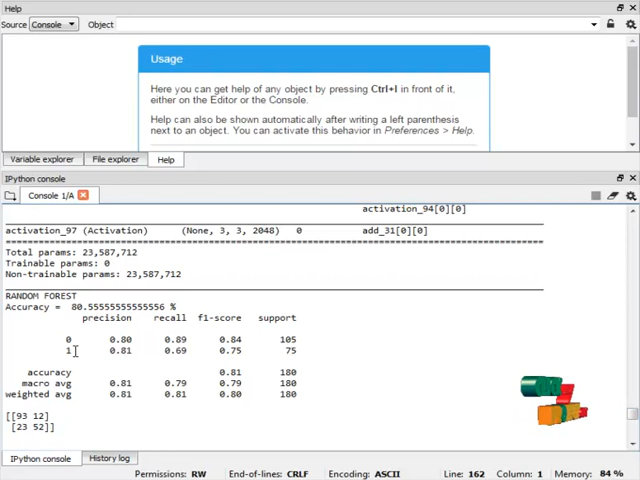 Help
Source Console Object
Usage
Here you can get help of any object by pressing Ctrl+I in front of it,
either on the Editor or the Console.
Help can also be shown automatically after writing a left parenthesis
next to an object. You can activate this behavior in Preferences > Help.
Variable explorer File explorer Help
IPython console
Console 1/A
activation_94[0][0]
activation_97 (Activation) (None, 3, 3, 2048) 0 add_31[0][0]
Total params: 23,587,712
Trainable params: 0
Non-trainable params: 23,587,712
RANDOM FOREST
Accuracy = 80.55555555555556 %
precision recall f1-score support
0 0.80 0.89 0.84 105
1 0.81 0.69 0.75 75
accuracy 0.81 180
macro avg 0.81 0.79 0.79 180
weighted avg 0.81 0.81 0.80 180
[[93 12]
[23 52]]
IPython console History log
Permissions: RW End-of-lines: CRLF Encoding: ASCII Line: 162 Column: 1 Memory: 84 %